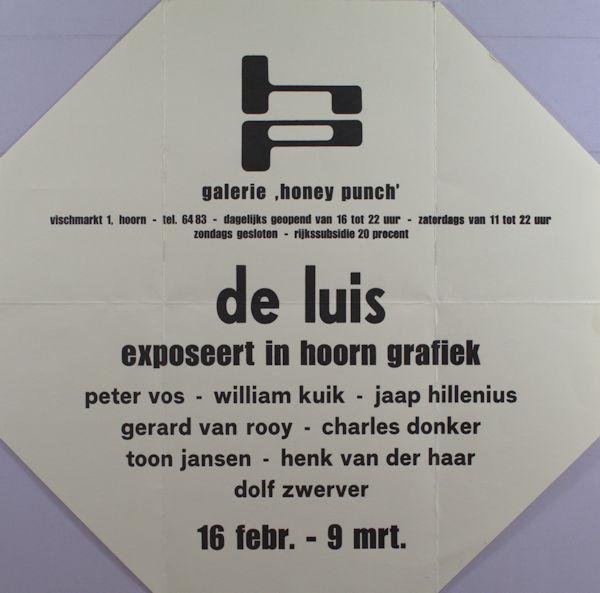 hp
galerie ‚honey punch’
vischmarkt 1, hoorn - tel. 6483 - dagelijks geopend van 16 tot 22 uur - zaterdags van 11 tot 22 uur
zondags gesloten - rijkssubsidie 20 procent
de luis
exposeert in hoorn grafiek
peter vos - william kuik - jaap hillenius
gerard van rooy - charles donker
toon jansen - henk van der haar
dolf zwerver
16 febr. - 9 mrt.